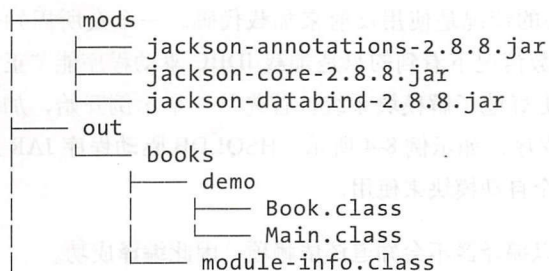 ├── mods
│   ├── jackson-annotations-2.8.8.jar
│   ├── jackson-core-2.8.8.jar
│   └── jackson-databind-2.8.8.jar
├── out
│   └── books
│       ├── demo
│       │   ├── Book.class
│       │   └── Main.class
│       └── module-info.class